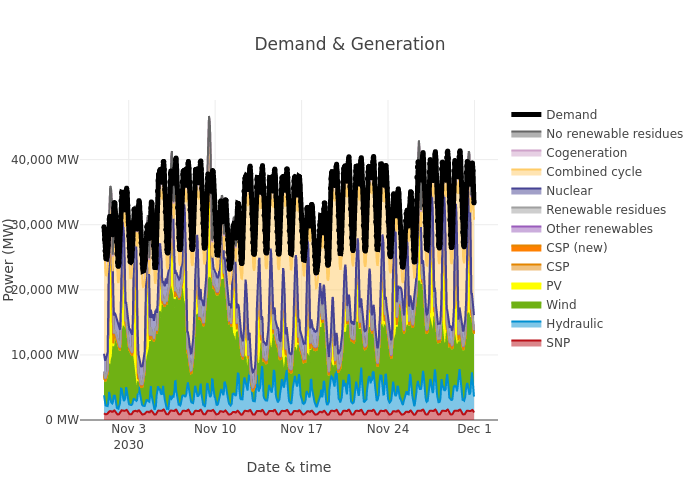 Demand & Generation
Power (MW)
40,000 MW
30,000 MW
20,000 MW
10,000 MW
0 MW
Nov 3
2030
Nov 10
Nov 17
Nov 24
Dec 1
Date & time
Demand
No renewable residues
Cogeneration
Combined cycle
Nuclear
Renewable residues
Other renewables
CSP (new)
CSP
PV
Wind
Hydraulic
SNP